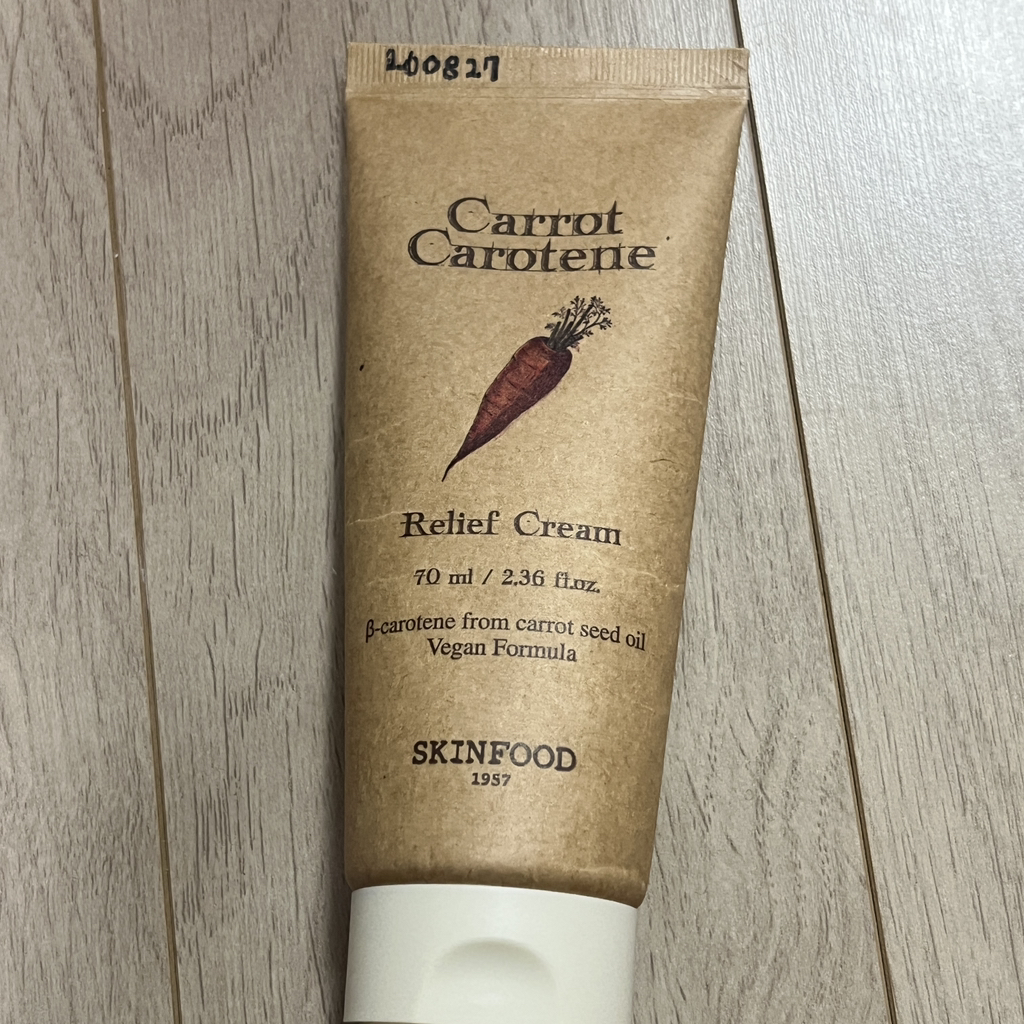 Carrot
Carotene
Relief Cream
70 ml / 2.36 fl.oz.
β-carotene from carrot seed oil
Vegan Formula
SKINFOOD
1957